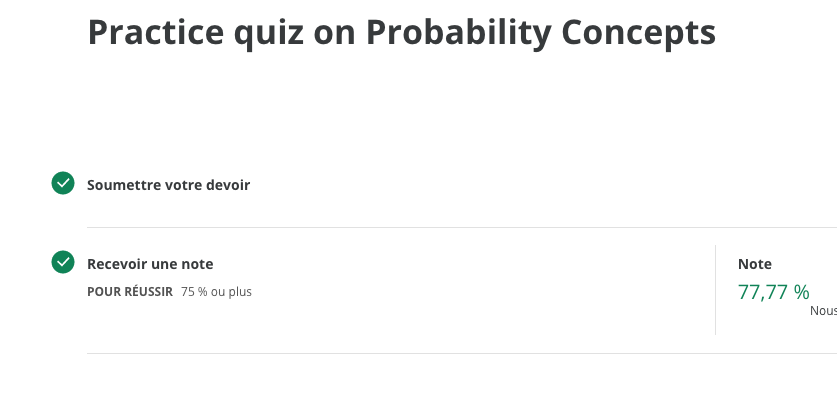 Practice quiz on Probability Concepts
Soumettre votre devoir
Recevoir une note
POUR RÉUSSIR 75 % ou plus
Note
77,77 %
Nous